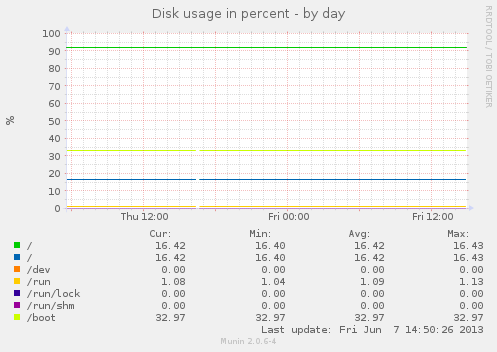 Disk usage in percent - by day
RRDTOOL / TOBI OETIKER
%
100
90
80
70
60
50
40
30
20
10
0
Thu 12:00 Fri 00:00 Fri 12:00
Cur: Min: Avg: Max:
/ 16.42 16.40 16.42 16.43
/ 16.42 16.40 16.42 16.43
/dev 0.00 0.00 0.00 0.00
/run 1.08 1.04 1.09 1.13
/run/lock 0.00 0.00 0.00 0.00
/run/shm 0.00 0.00 0.00 0.00
/boot 32.97 32.97 32.97 32.97
Last update: Fri Jun 7 14:50:26 2013
Munin 2.0.6-4